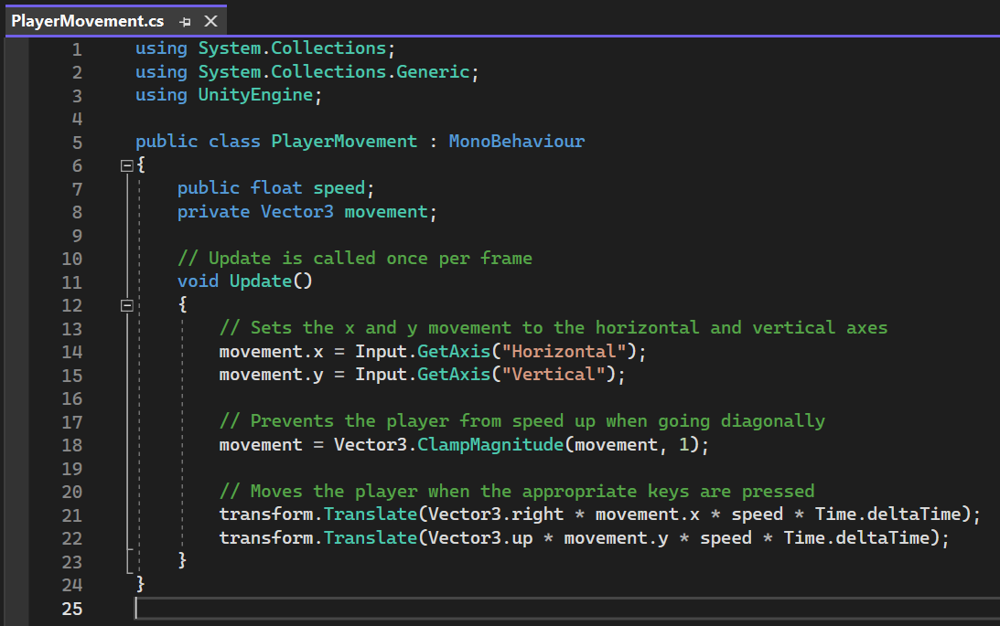 PlayerMovement.cs
1 using System.Collections;
2 using System.Collections.Generic;
3 using UnityEngine;
4
5 public class PlayerMovement : MonoBehaviour
6 {
7     public float speed;
8     private Vector3 movement;
9
10     // Update is called once per frame
11     void Update()
12     {
13         // Sets the x and y movement to the horizontal and vertical axes
14         movement.x = Input.GetAxis("Horizontal");
15         movement.y = Input.GetAxis("Vertical");
16
17         // Prevents the player from speed up when going diagonally
18         movement = Vector3.ClampMagnitude(movement, 1);
19
20         // Moves the player when the appropriate keys are pressed
21         transform.Translate(Vector3.right * movement.x * speed * Time.deltaTime);
22         transform.Translate(Vector3.up * movement.y * speed * Time.deltaTime);
23     }
24 }
25